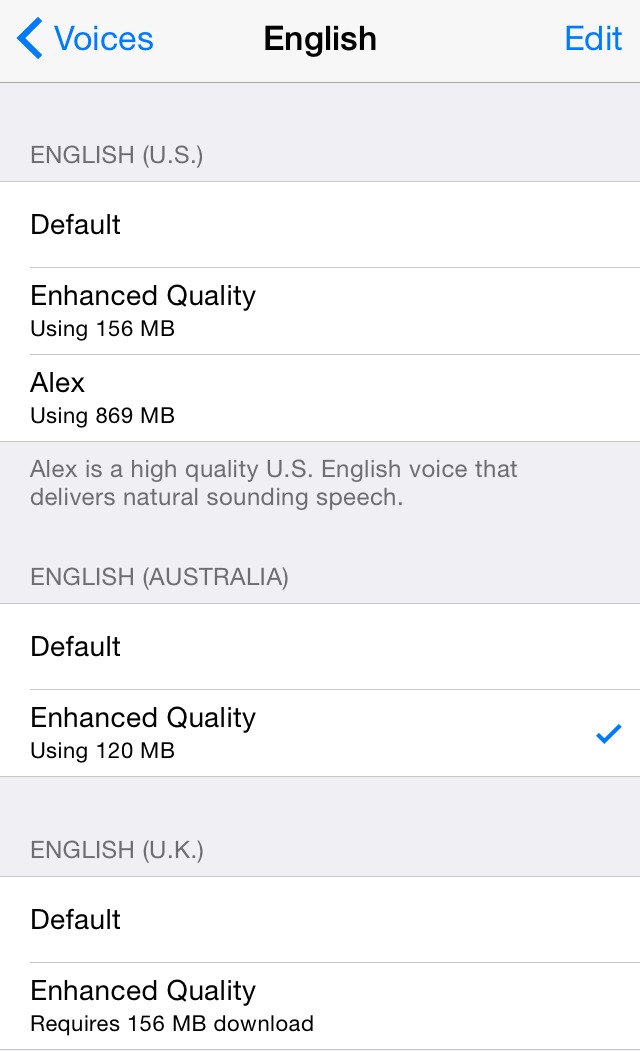 Voices
English
Edit
ENGLISH (U.S.)
Default
Enhanced Quality
Using 156 MB
Alex
Using 869 MB
Alex is a high quality U.S. English voice that
delivers natural sounding speech.
ENGLISH (AUSTRALIA)
Default
Enhanced Quality
Using 120 MB
ENGLISH (U.K.)
Default
Enhanced Quality
Requires 156 MB download